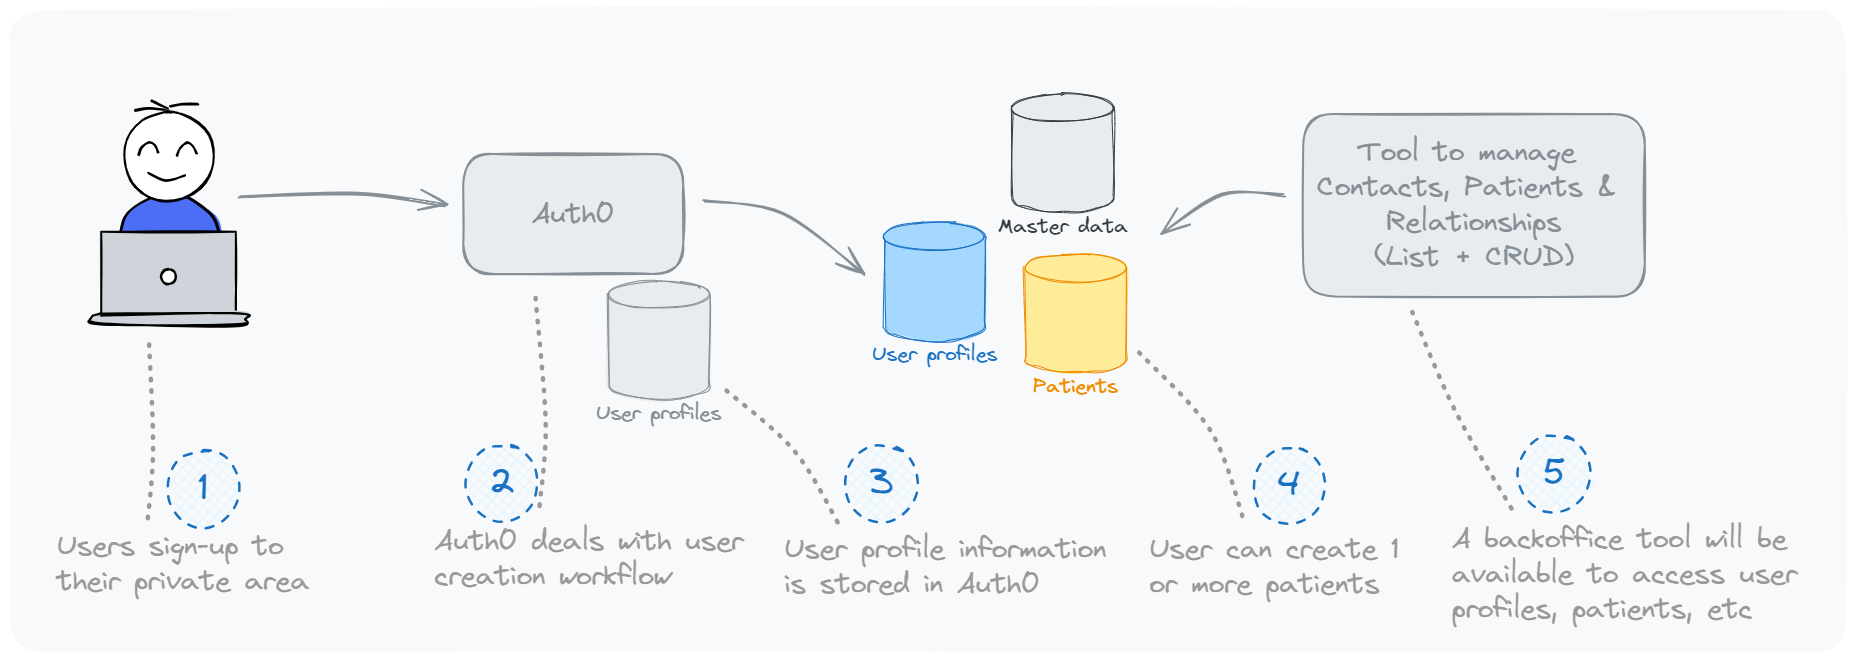 Master data
Tool to manage
Contacts, Patients &
Relationships
(List + CRUD)
Auth0
User profiles
Patients
User profiles
1
2
3
4
5
Users sign-up to
their private area
Auth0 deals with user
creation workflow
User profile information
is stored in Auth0
User can create 1
or more patients
A backoffice tool will be
available to access user
profiles, patients, etc